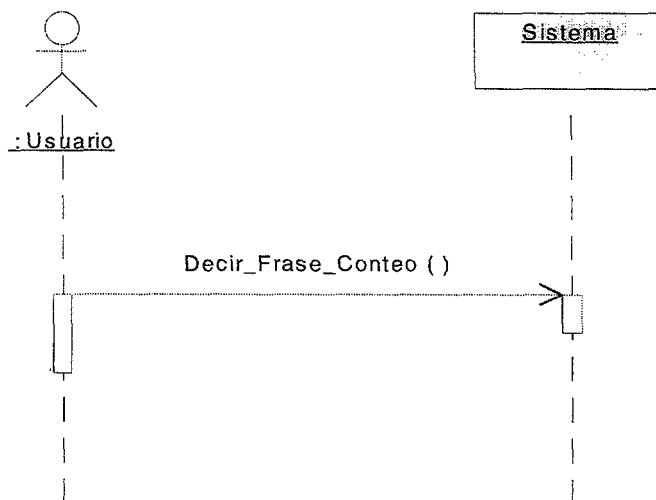 Sistema
: Usuario
Decir_Frase_Conteo ( )